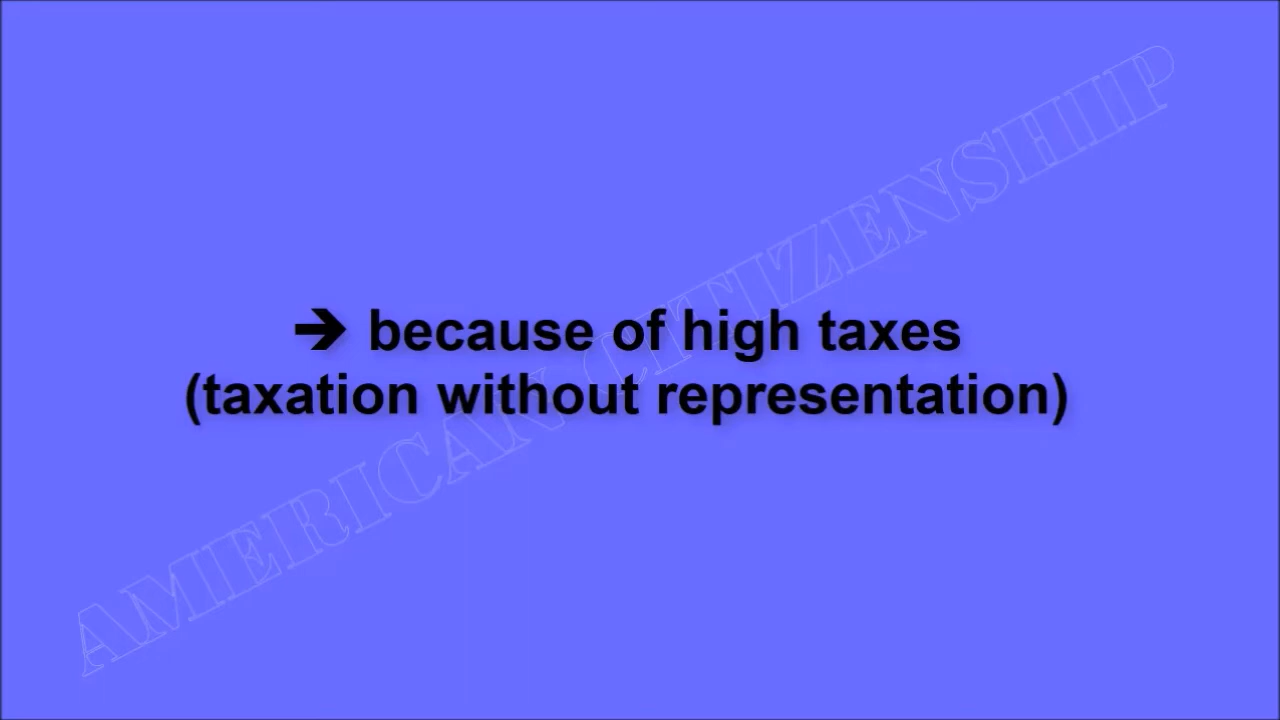 ➔ because of high taxes
(taxation without representation)
AMERICAN CITIZENSHIP